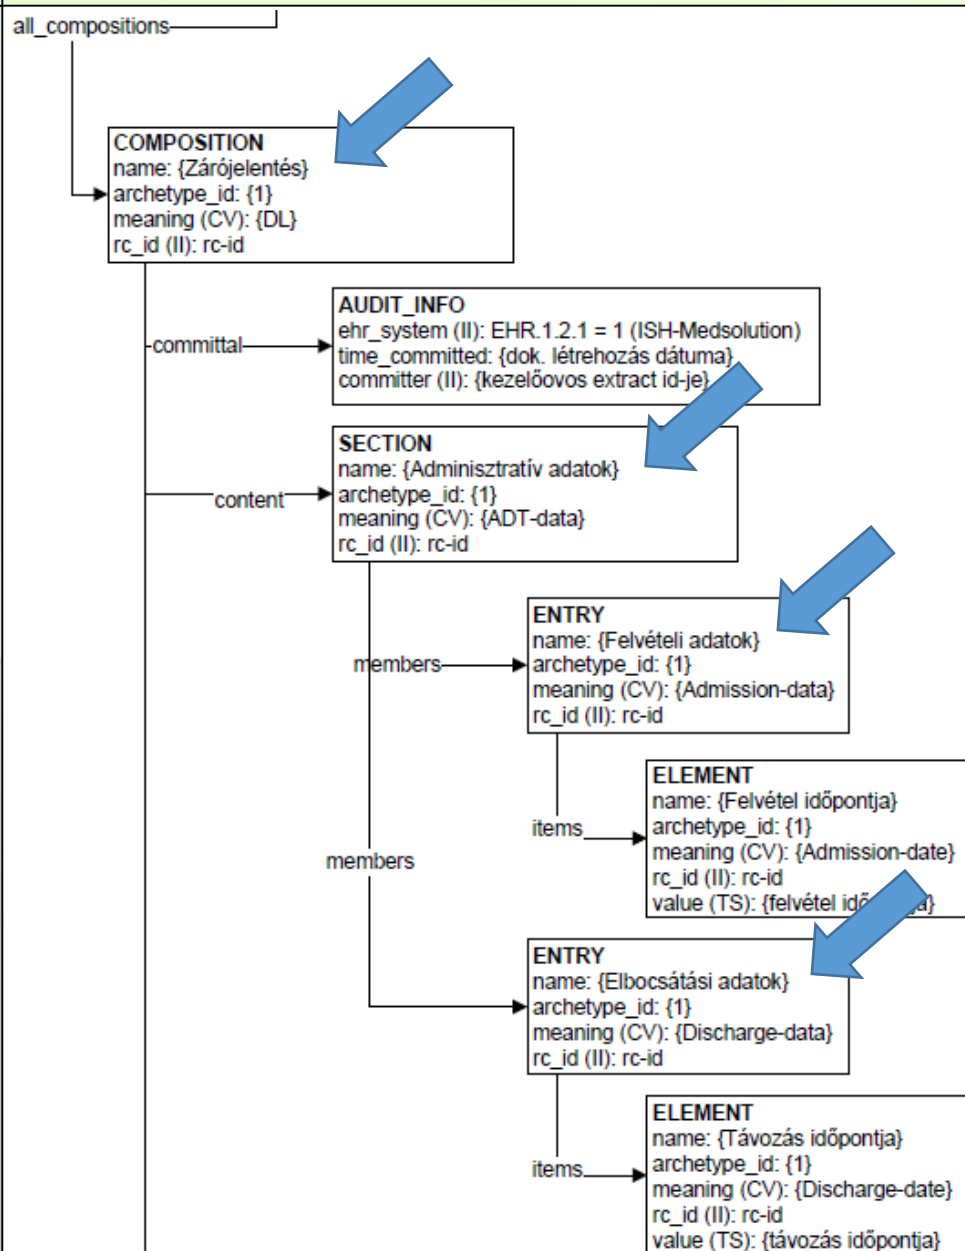 all_compositions
COMPOSITION
name: {Zárójelentés}
archetype_id: {1}
meaning (CV): {DL}
rc_id (II): rc-id
committal
AUDIT_INFO
ehr_system (II): EHR.1.2.1 = 1 (ISH-Medsolution)
time_committed: {dok. létrehozás dátuma}
committer (II): {kezelőovos extract id-je}
content
SECTION
name: {Adminisztratív adatok}
archetype_id: {1}
meaning (CV): {ADT-data}
rc_id (II): rc-id
members
ENTRY
name: {Felvételi adatok}
archetype_id: {1}
meaning (CV): {Admission-data}
rc_id (II): rc-id
items
ELEMENT
name: {Felvétel időpontja}
archetype_id: {1}
meaning (CV): {Admission-date}
rc_id (II): rc-id
value (TS): {felvétel
members
ENTRY
name: {Elbocsátási adatok}
archetype_id: {1}
meaning (CV): {Discharge-data}
rc_id (II): rc-id
items
ELEMENT
name: {Távozás időpontja}
archetype_id: {1}
meaning (CV): {Discharge-date}
rc_id (II): rc-id
value (TS): {távozás időpontja}